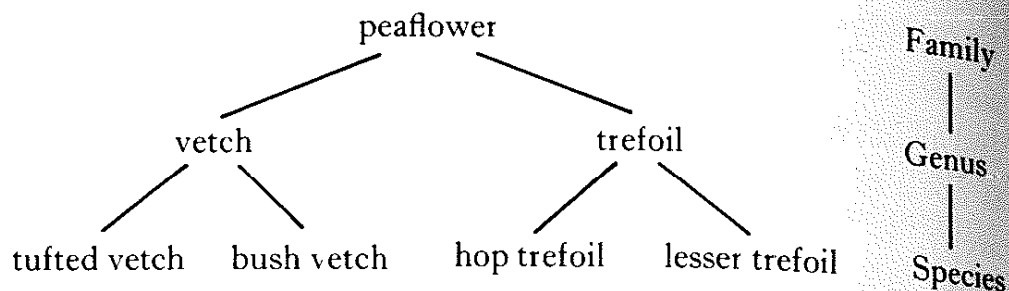 peaflower
Family
vetch
trefoil
Genus
tufted vetch
bush vetch
hop trefoil
lesser trefoil
Species